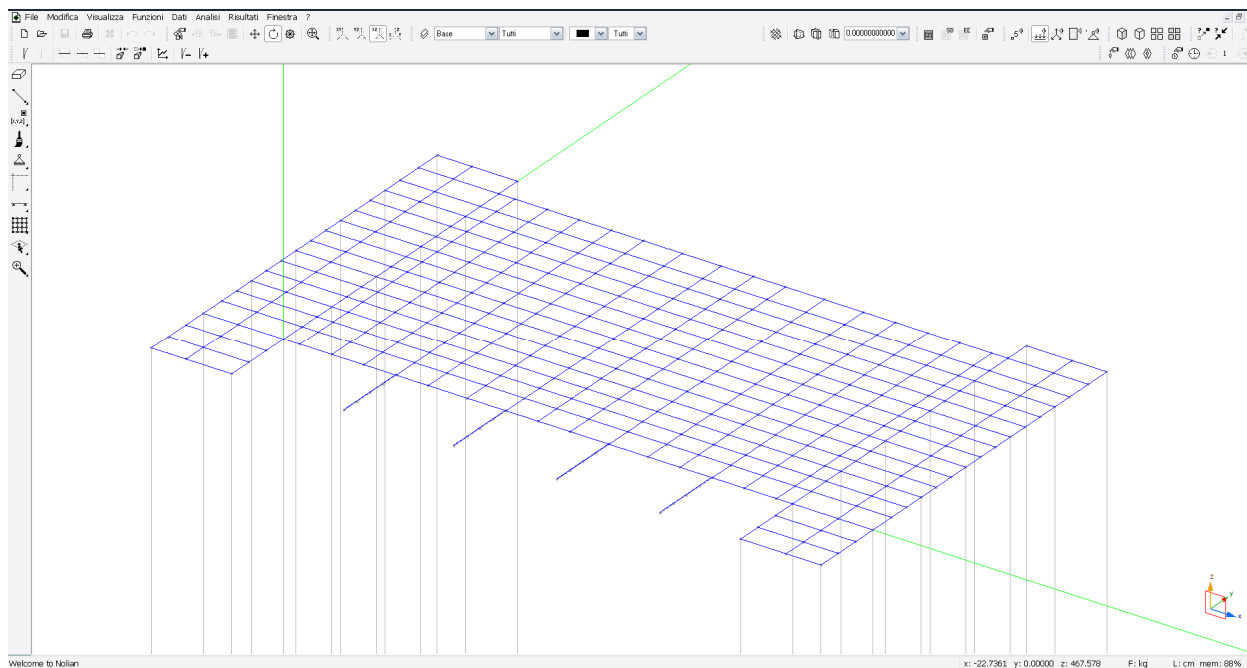 File Modifica Visualizza Funzioni Dati Analisi Risultati Finestra ?
Base Tutti Tutti 0.00000000000
1
z
y
x
Welcome to Nolian x: -22.7361 y: 0.00000 z: 467.578 F: kg L: cm mem: 88%